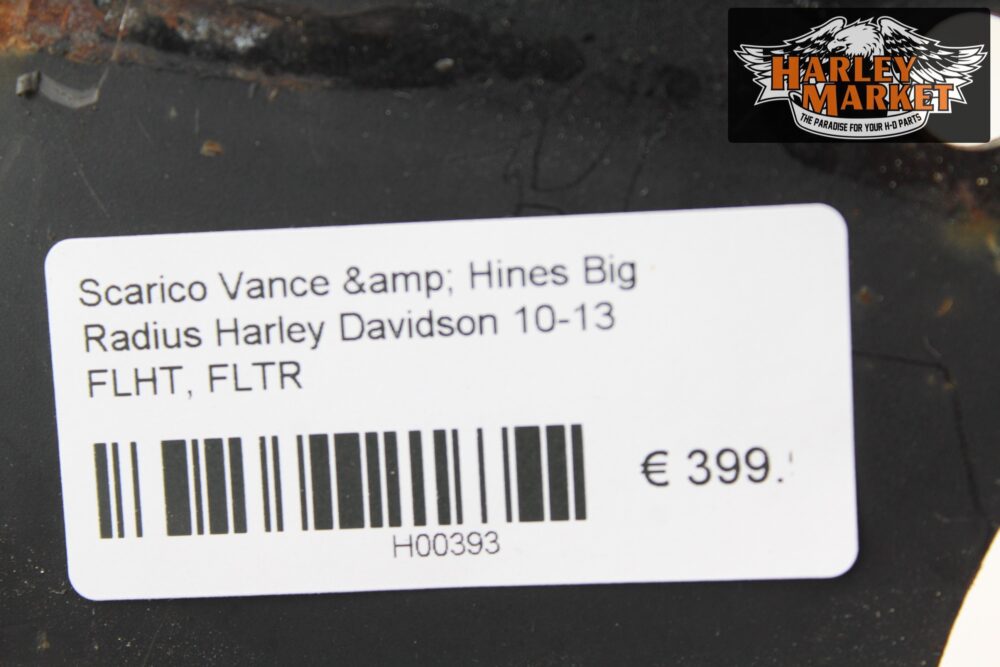 HARLEY
MARKET
THE PARADISE FOR YOUR H-D PARTS
Scarico Vance &amp; Hines Big
Radius Harley Davidson 10-13
FLHT, FLTR
€ 399.
H00393